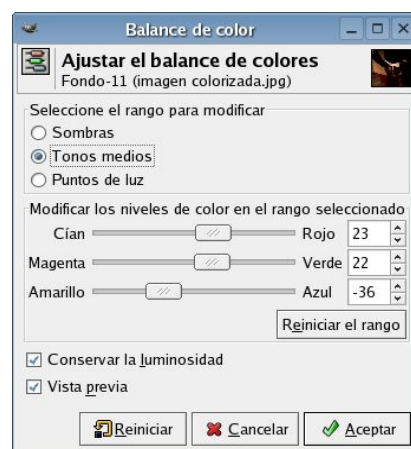 Balance de color
Ajustar el balance de colores
Fondo-11 (imagen colorizada.jpg)
Seleccione el rango para modificar
Sombras
Tonos medios
Puntos de luz
Modificar los niveles de color en el rango seleccionado
Cían Rojo 23
Magenta Verde 22
Amarillo Azul -36
Reiniciar el rango
Conservar la luminosidad
Vista previa
Reiniciar Cancelar Aceptar